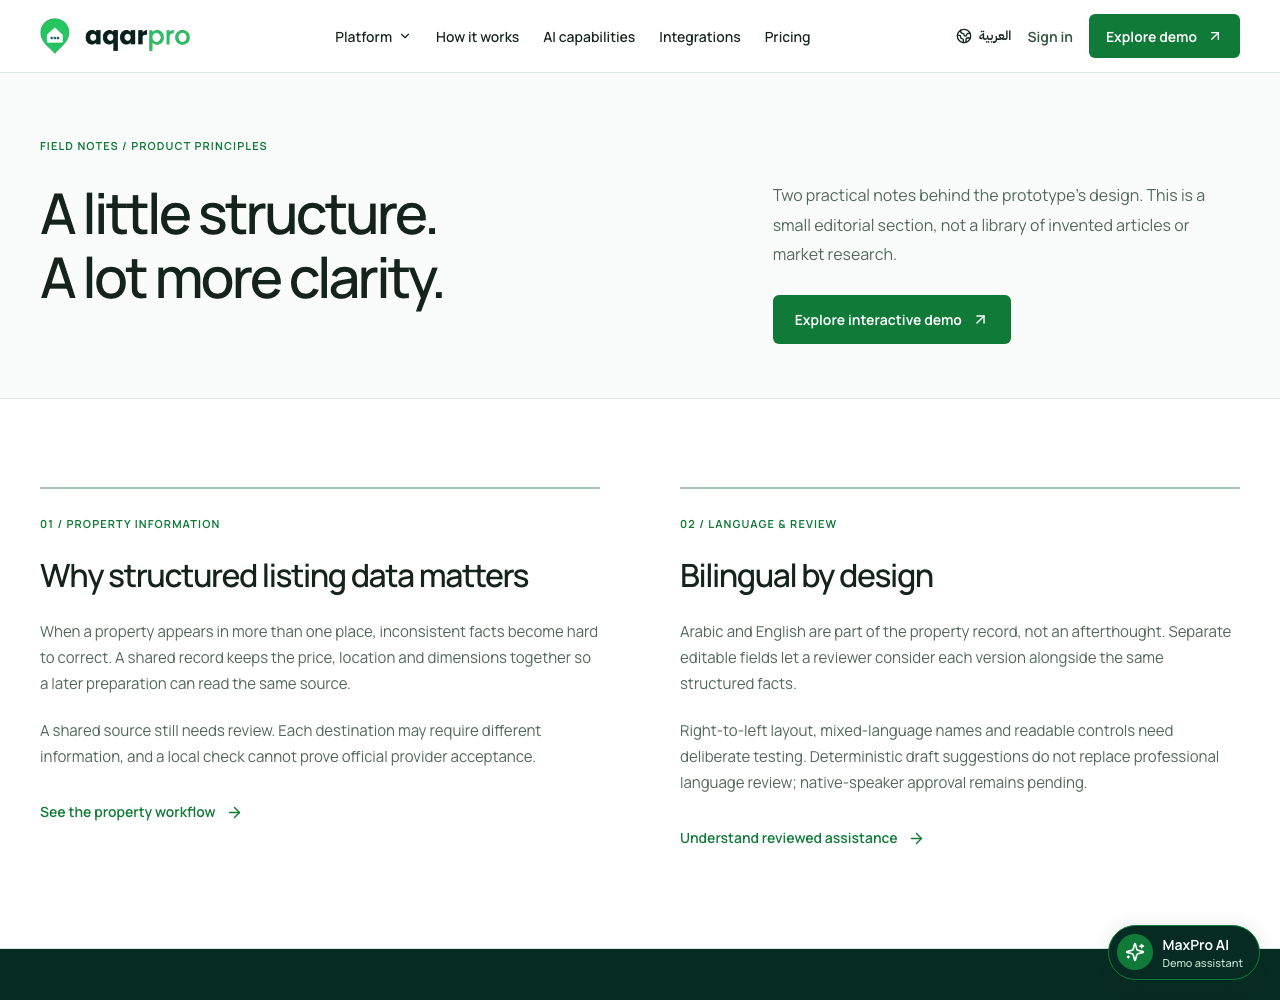 aqarpro
Platform
How it works
AI capabilities
Integrations
Pricing
العربية
Sign in
Explore demo
FIELD NOTES / PRODUCT PRINCIPLES
A little structure.
A lot more clarity.
Two practical notes behind the prototype's design. This is a
small editorial section, not a library of invented articles or
market research.
Explore interactive demo
01 / PROPERTY INFORMATION
Why structured listing data matters
When a property appears in more than one place, inconsistent facts become hard
to correct. A shared record keeps the price, location and dimensions together so
a later preparation can read the same source.
A shared source still needs review. Each destination may require different
information, and a local check cannot prove official provider acceptance.
See the property workflow
02 / LANGUAGE & REVIEW
Bilingual by design
Arabic and English are part of the property record, not an afterthought. Separate
editable fields let a reviewer consider each version alongside the same
structured facts.
Right-to-left layout, mixed-language names and readable controls need
deliberate testing. Deterministic draft suggestions do not replace professional
language review; native-speaker approval remains pending.
Understand reviewed assistance
MaxPro AI
Demo assistant